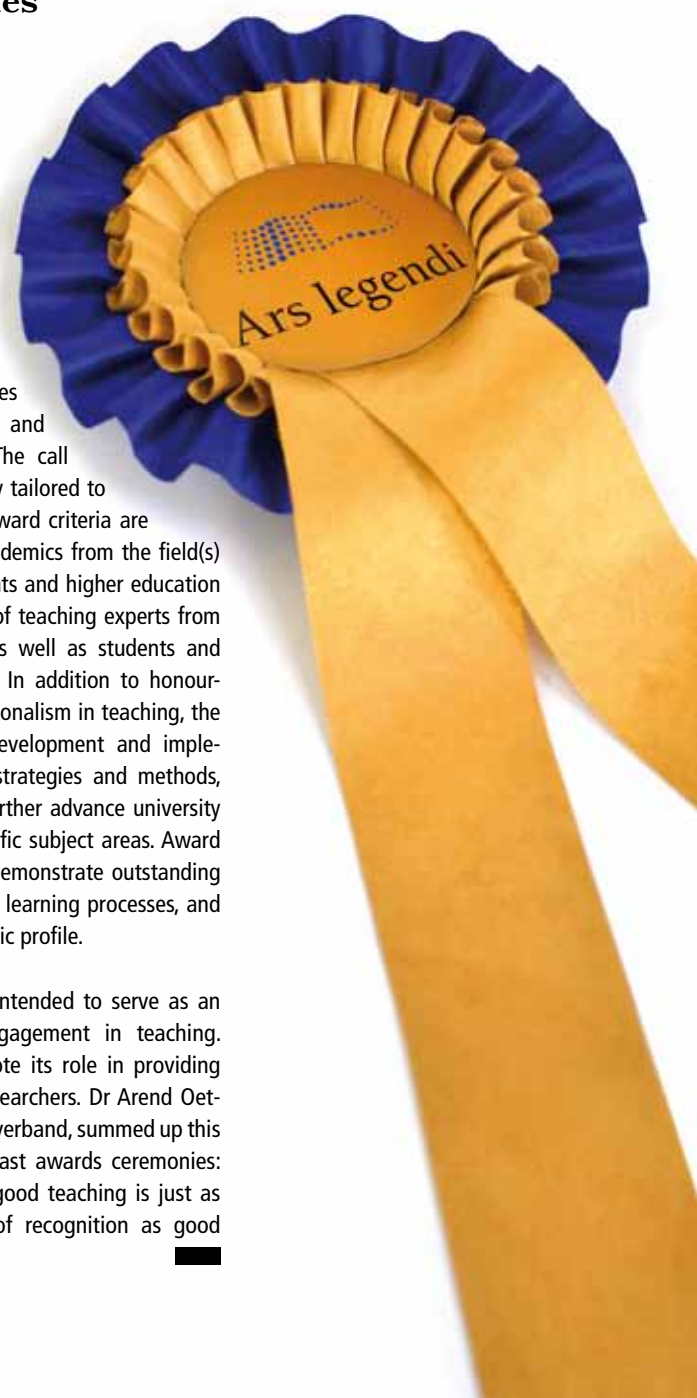 es
Ars legendi
es
and
he call
tailored to
ward criteria are
demics from the field(s)
ts and higher education
of teaching experts from
s well as students and
In addition to honour-
onalism in teaching, the
evelopment and imple-
strategies and methods,
rther advance university
fic subject areas. Award
emonstrate outstanding
learning processes, and
ic profile.
ntended to serve as an
gagement in teaching.
te its role in providing
earchers. Dr Arend Oet-
verband, summed up this
ast awards ceremonies:
good teaching is just as
of recognition as good